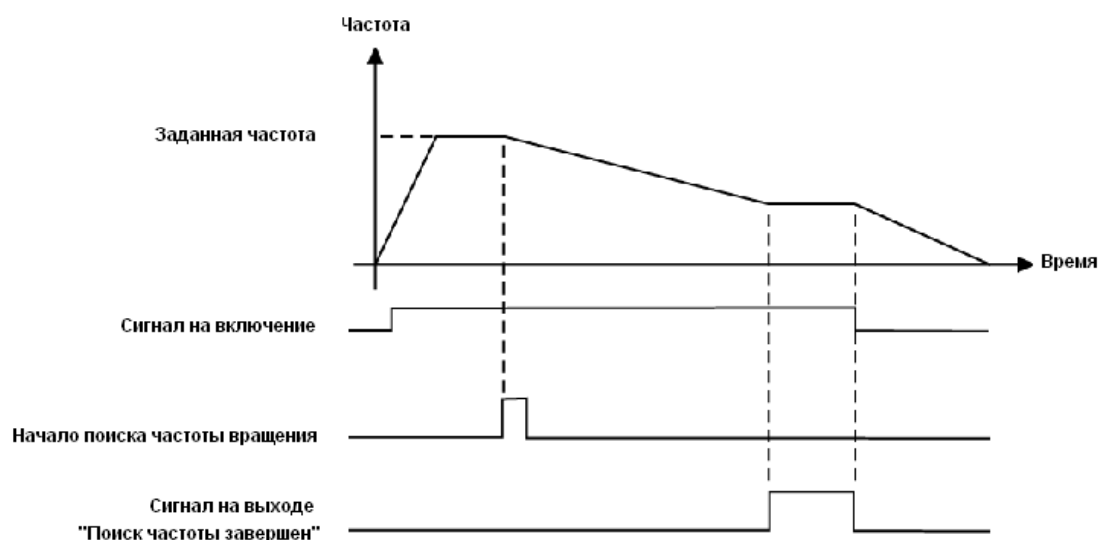 Частота
Заданная частота
Время
Сигнал на включение
Начало поиска частоты вращения
Сигнал на выходе
"Поиск частоты завершен"